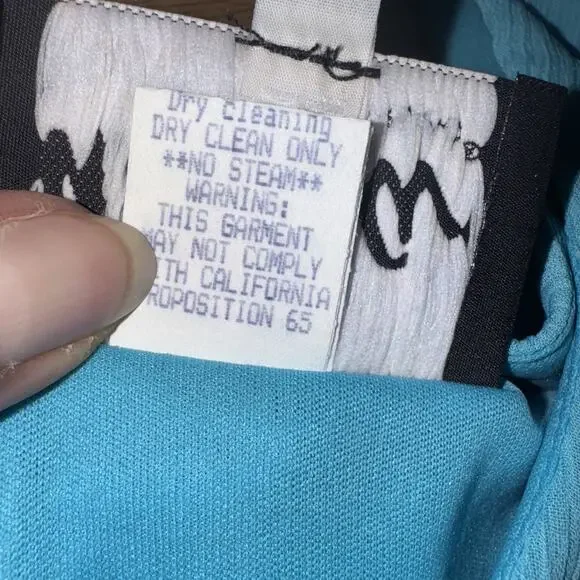 Dry cleaning
DRY CLEAN ONLY
**NO STEAM**
WARNING:
THIS GARMENT
MAY NOT COMPLY
WITH CALIFORNIA
PROPOSITION 65
®